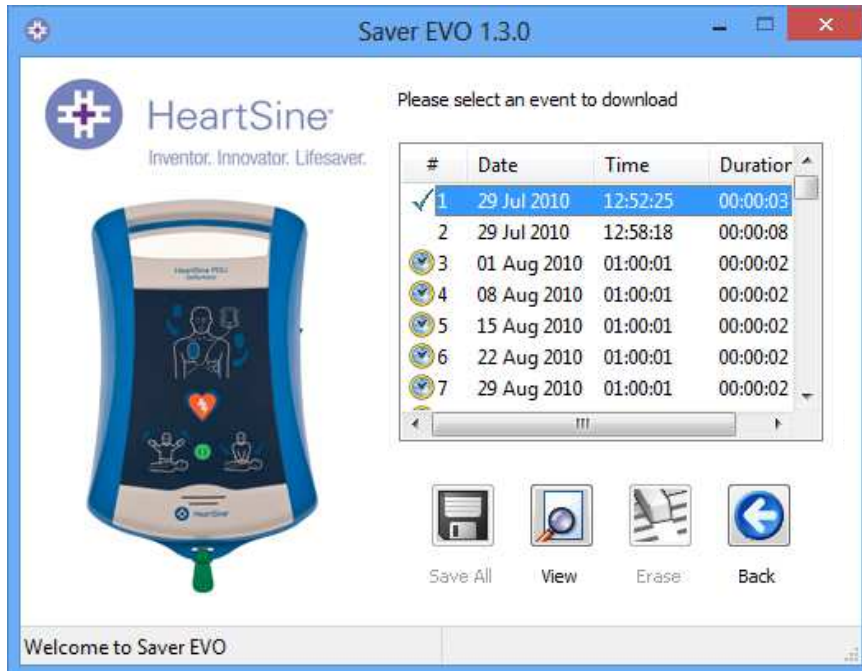 Saver EVO 1.3.0
HeartSine
Inventor. Innovator. Lifesaver.
Please select an event to download
# Date Time Duration
1 29 Jul 2010 12:52:25 00:00:03
2 29 Jul 2010 12:58:18 00:00:08
3 01 Aug 2010 01:00:01 00:00:02
4 08 Aug 2010 01:00:01 00:00:02
5 15 Aug 2010 01:00:01 00:00:02
6 22 Aug 2010 01:00:01 00:00:02
7 29 Aug 2010 01:00:01 00:00:02
HeartSine
Save All View Erase Back
Welcome to Saver EVO